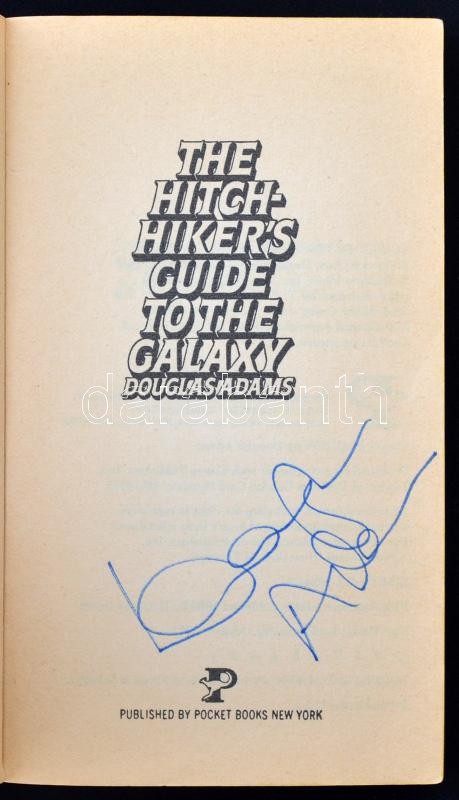 THE
HITCH-
HIKER'S
GUIDE
TO THE
GALAXY
DOUGLAS ADAMS
darabanth
P
PUBLISHED BY POCKET BOOKS NEW YORK